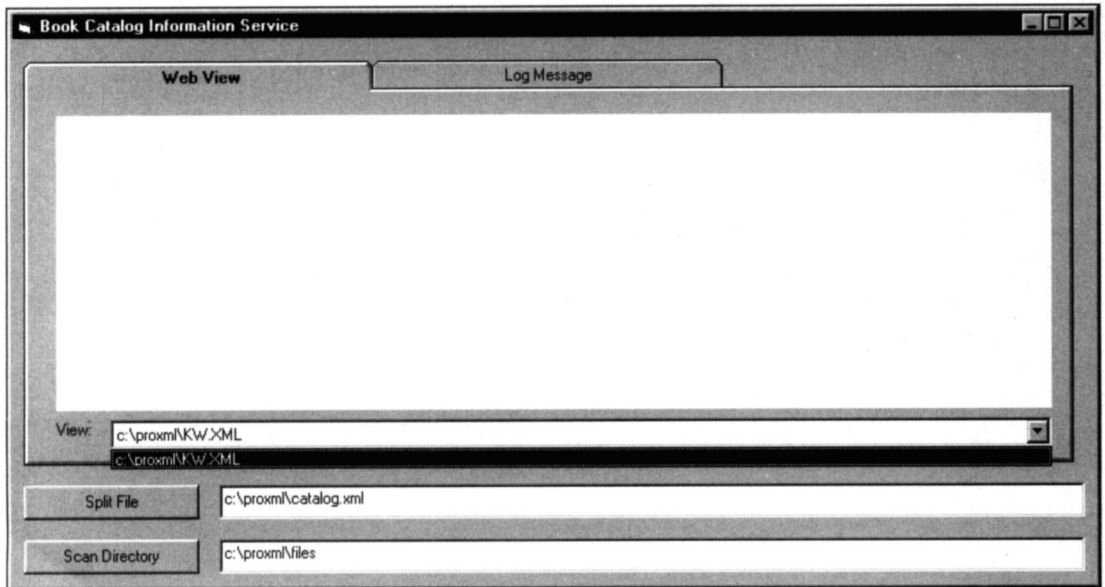 Book Catalog Information Service
Web View
Log Message
View: c:\proxml\KW.XML
c:\proxml\KW.XML
Split File c:\proxml\catalog.xml
Scan Directory c:\proxml\files